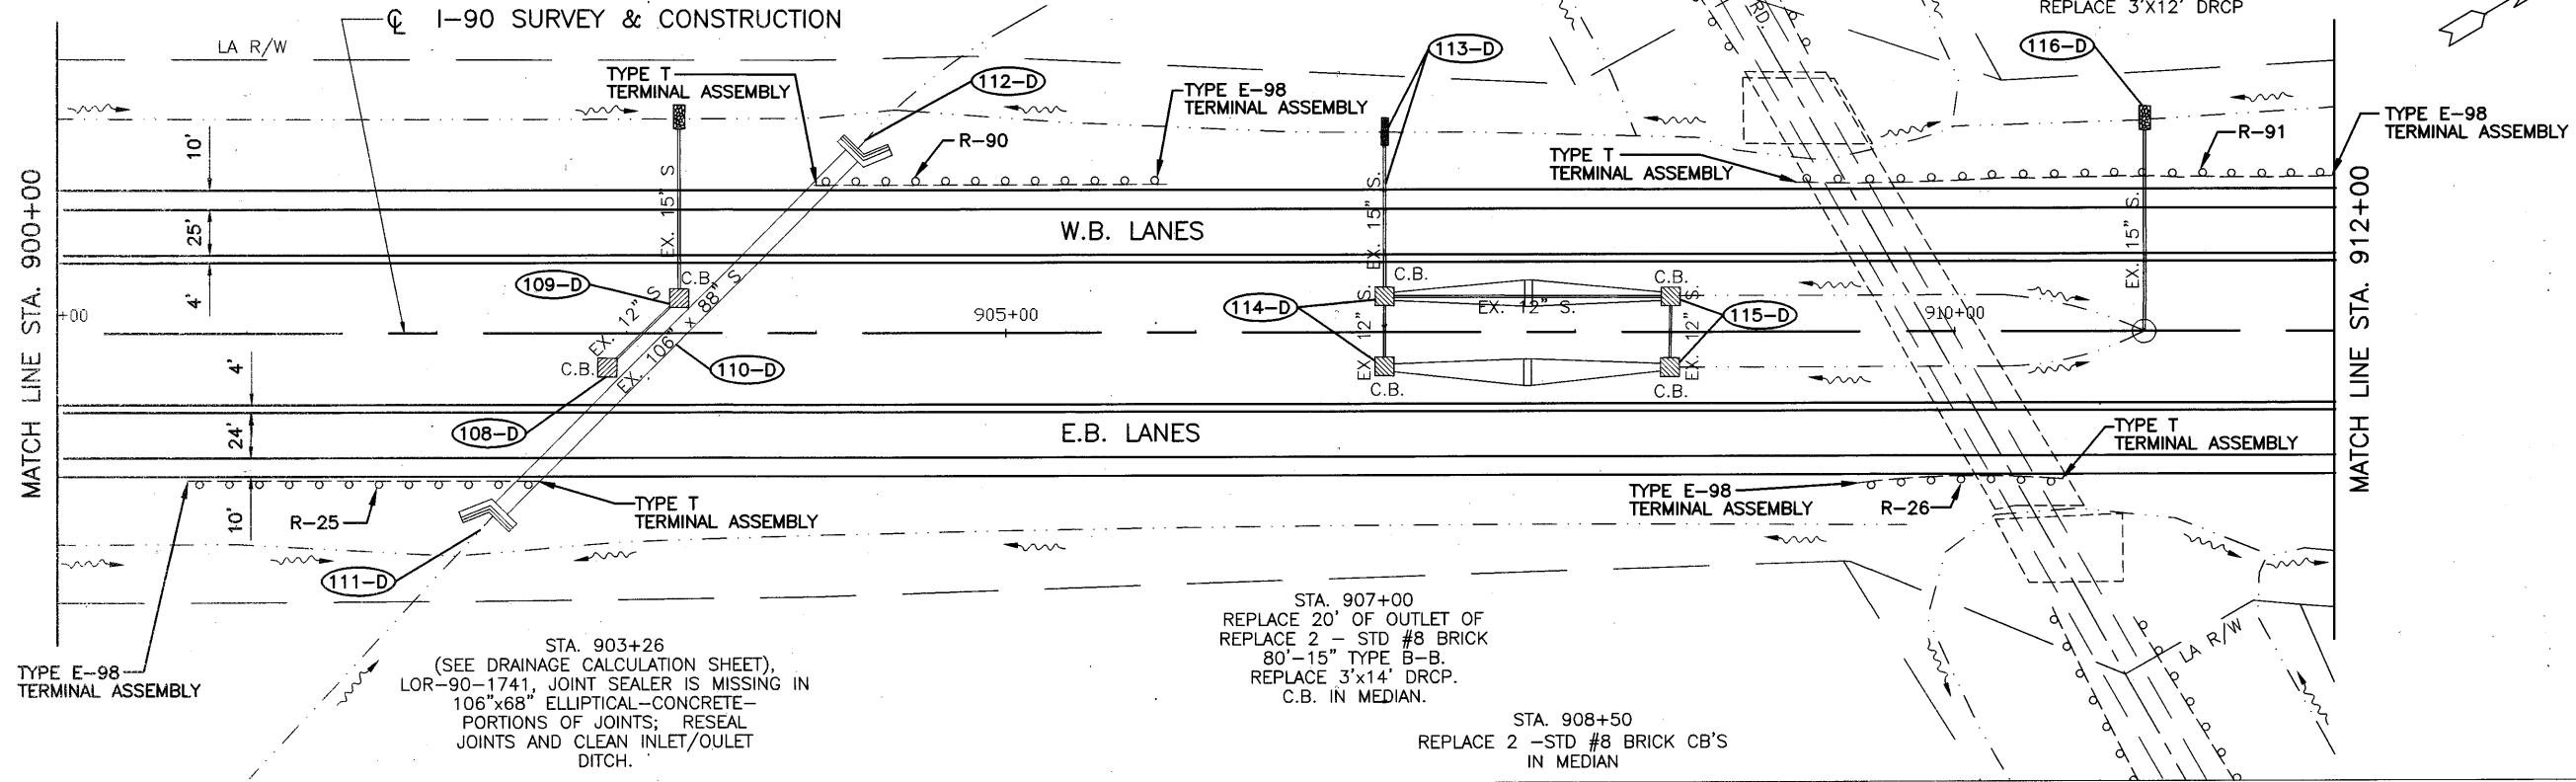 ℄ I-90 SURVEY & CONSTRUCTION
REPLACE 3'X12' DRCP
RD.
LA R/W
TYPE T
TERMINAL ASSEMBLY
112-D
TYPE E-98
TERMINAL ASSEMBLY
113-D
116-D
TYPE E-98
TERMINAL ASSEMBLY
R-90
R-91
TYPE T
TERMINAL ASSEMBLY
10'
25'
4'
EX. 15" S
EX. 15" S.
EX. 15" S.
W.B. LANES
MATCH LINE STA. 900+00
MATCH LINE STA. 912+00
109-D
C.B.
C.B.
C.B.
EX. 12" S
EX. 106" x 88" S
114-D
EX. 12" S.
EX. 12" S.
EX. 12" S.
115-D
+00
905+00
910+00
C.B.
110-D
C.B.
C.B.
4'
24'
10'
108-D
E.B. LANES
TYPE T
TERMINAL ASSEMBLY
R-25
TYPE T
TERMINAL ASSEMBLY
TYPE E-98
TERMINAL ASSEMBLY
R-26
111-D
TYPE E-98
TERMINAL ASSEMBLY
STA. 903+26
(SEE DRAINAGE CALCULATION SHEET),
LOR-90-1741, JOINT SEALER IS MISSING IN
106"x68" ELLIPTICAL-CONCRETE-
PORTIONS OF JOINTS; RESEAL
JOINTS AND CLEAN INLET/OULET
DITCH.
STA. 907+00
REPLACE 20' OF OUTLET OF
REPLACE 2 - STD #8 BRICK
80'-15" TYPE B-B.
REPLACE 3'x14' DRCP.
C.B. IN MEDIAN.
STA. 908+50
REPLACE 2 -STD #8 BRICK CB'S
IN MEDIAN
LA R/W